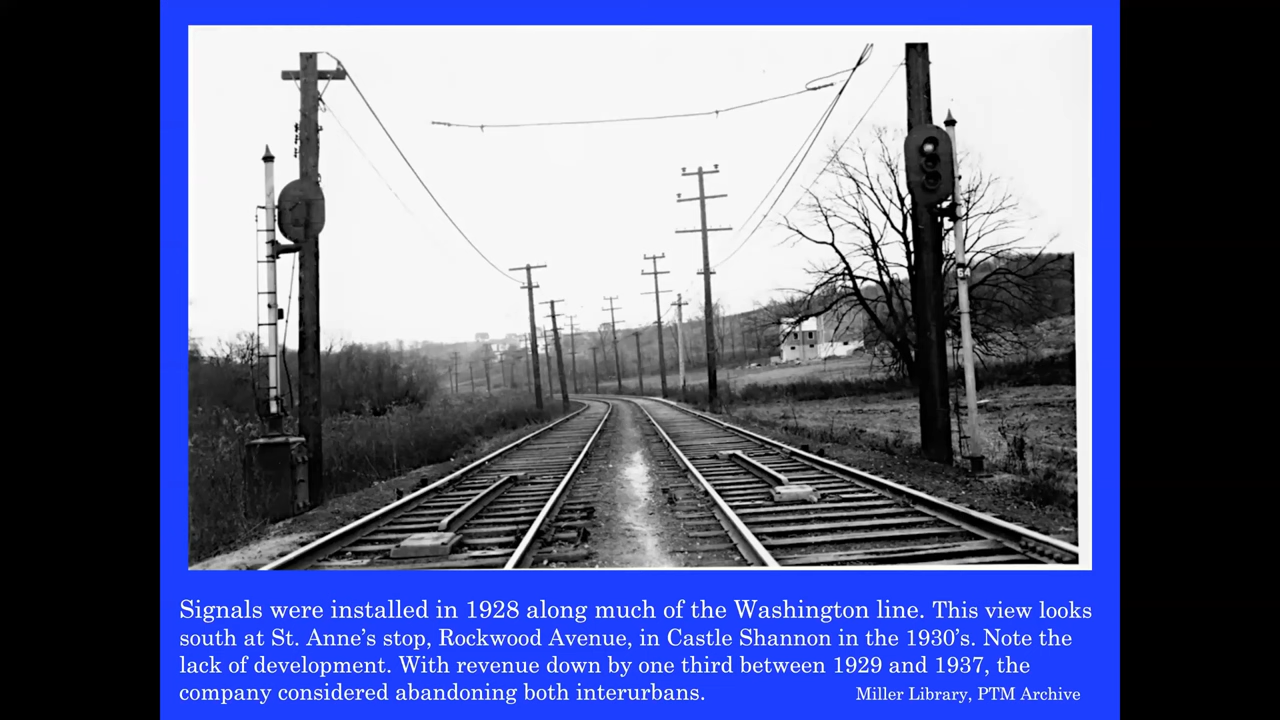 64
Signals were installed in 1928 along much of the Washington line. This view looks
south at St. Anne's stop, Rockwood Avenue, in Castle Shannon in the 1930's. Note the
lack of development. With revenue down by one third between 1929 and 1937, the
company considered abandoning both interurbans.
Miller Library, PTM Archive